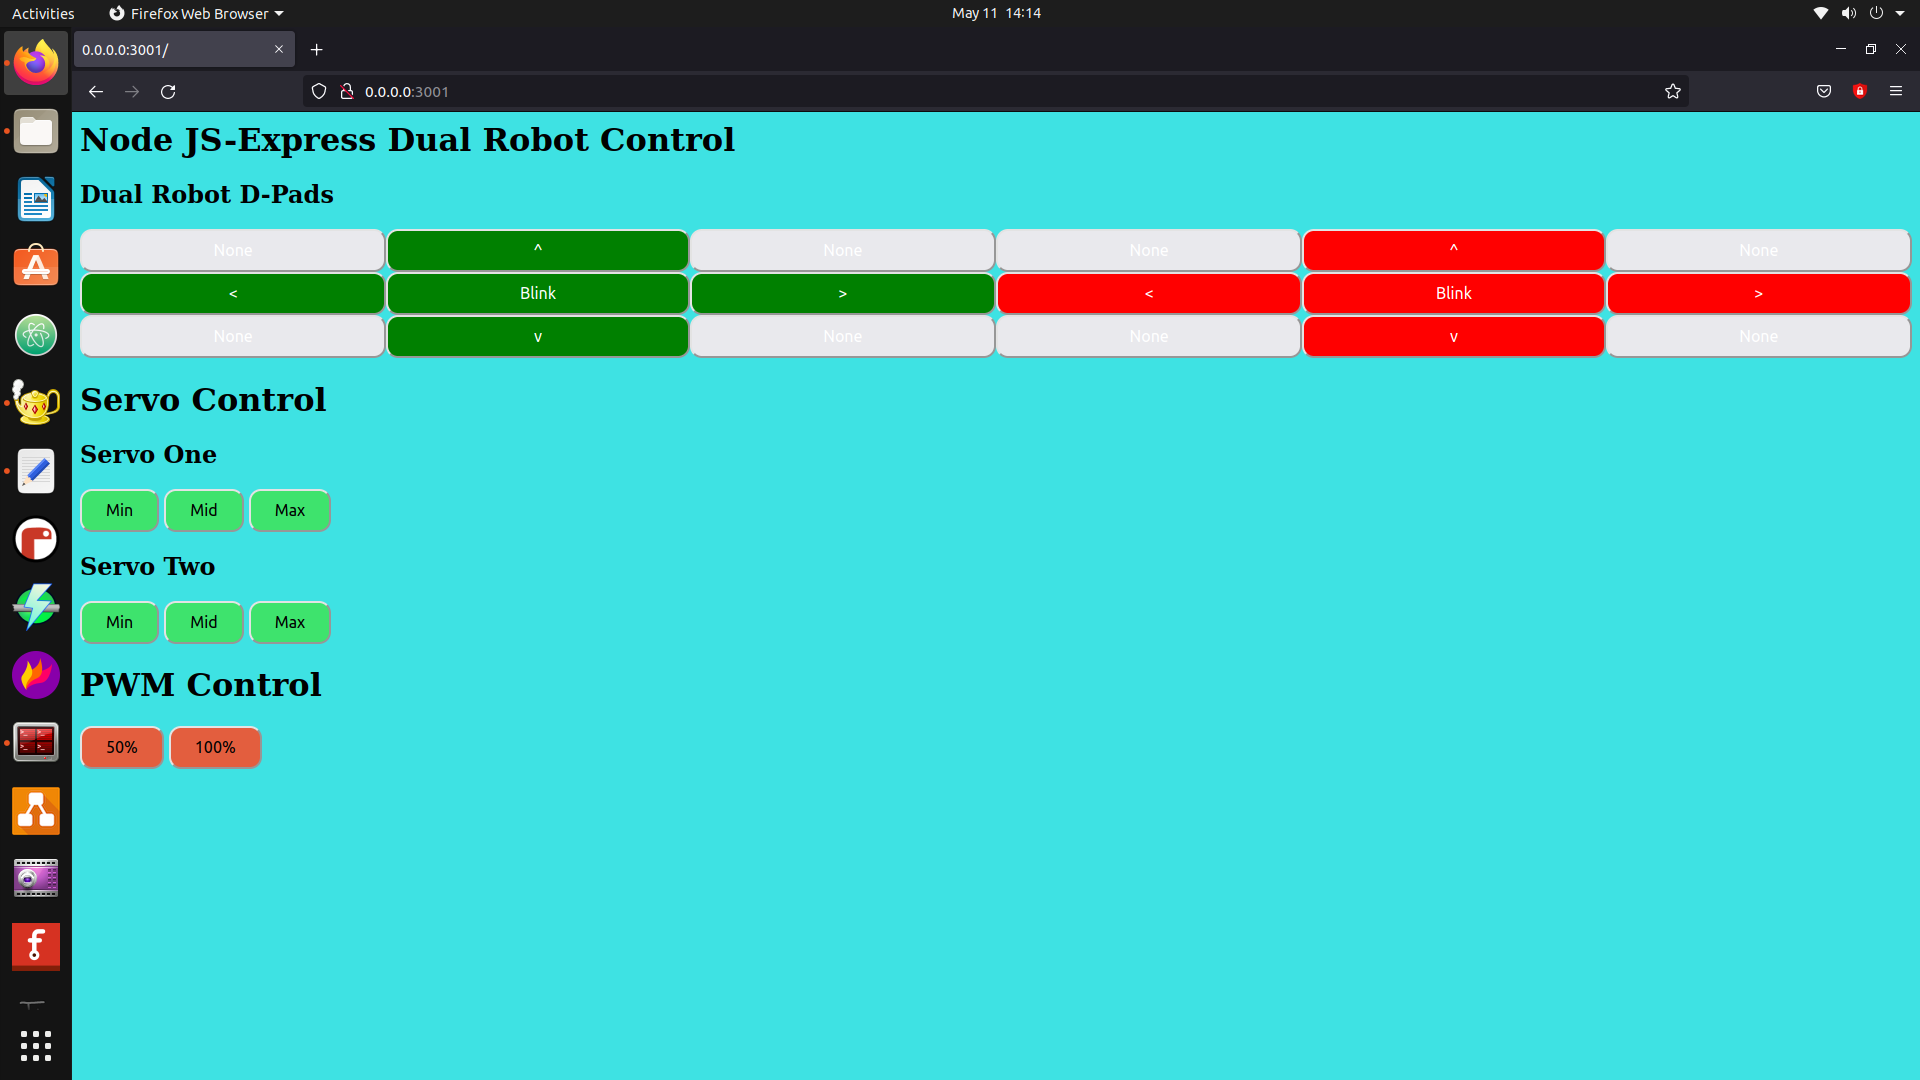 Activities Firefox Web Browser May 11 14:14
0.0.0.0:3001/
0.0.0.0:3001
Node JS-Express Dual Robot Control
Dual Robot D-Pads
None ^ None None ^ None
< Blink > < Blink >
None v None None v None
Servo Control
Servo One
Min Mid Max
Servo Two
Min Mid Max
PWM Control
50% 100%